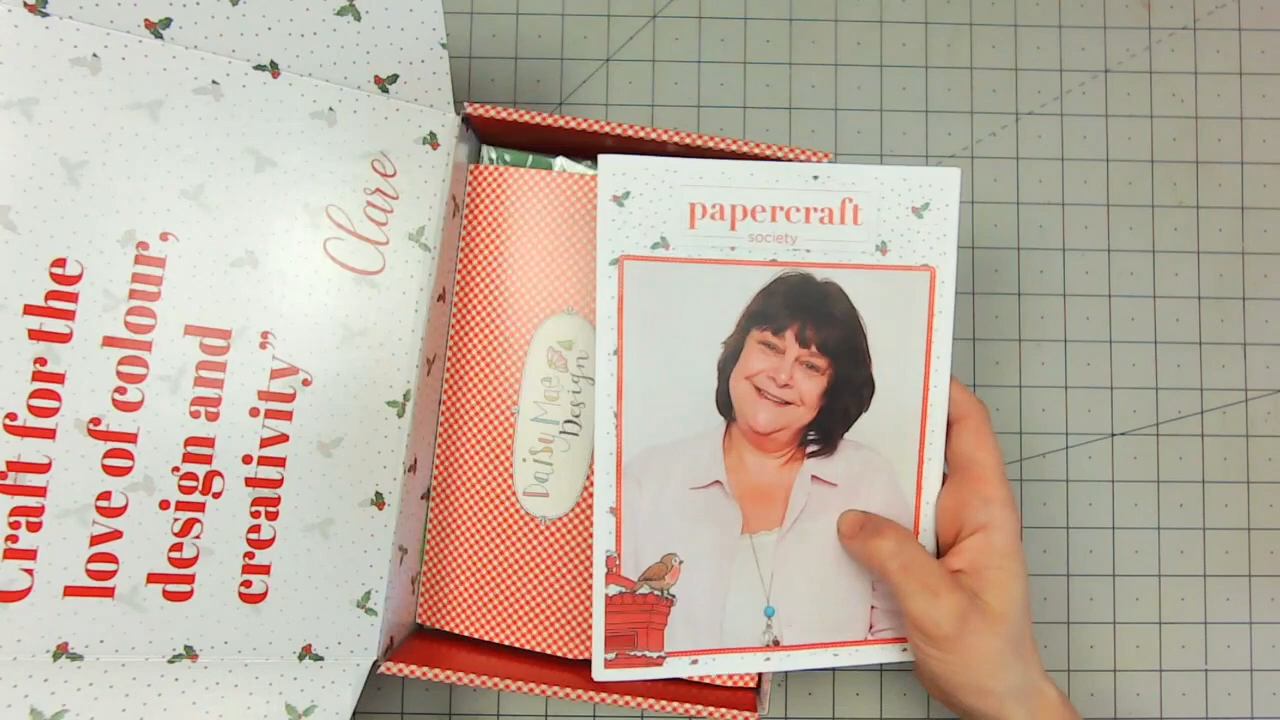 Craft for the
love of colour,
design and
creativity”
Clare
Daisy Mae
Design
papercraft
society